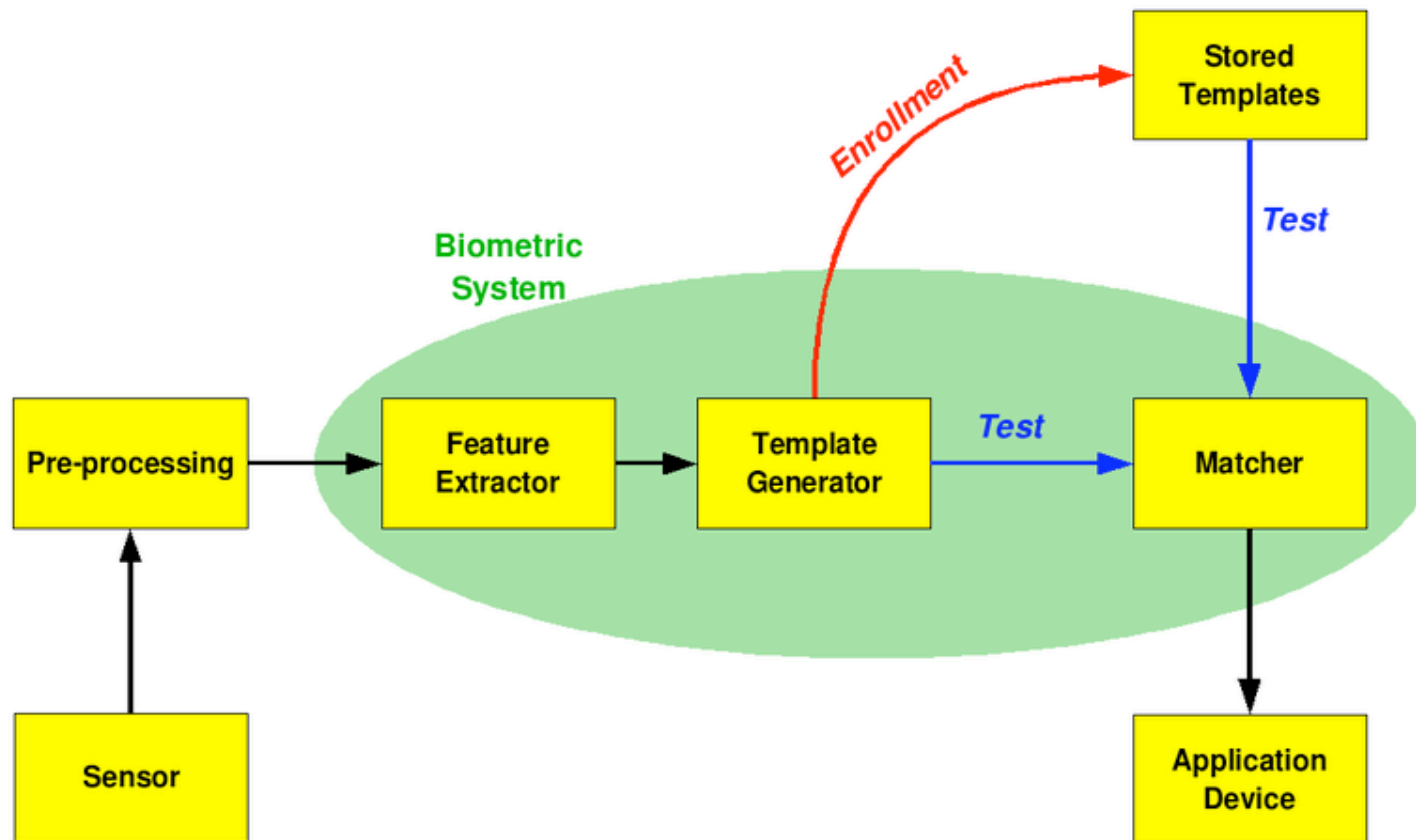 Stored
Templates
Enrollment
Test
Biometric
System
Pre-processing
Feature
Extractor
Template
Generator
Test
Matcher
Sensor
Application
Device